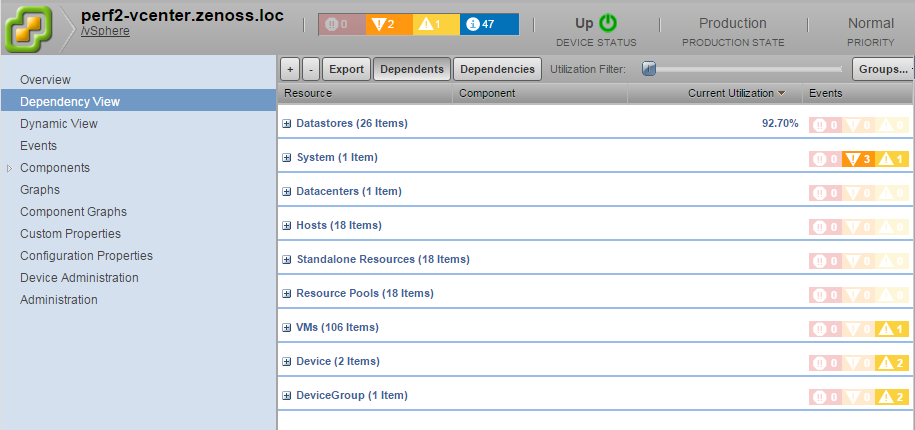 perf2-vcenter.zenoss.loc
/vSphere
0 2 1 47
Up
DEVICE STATUS
Production
PRODUCTION STATE
Normal
PRIORITY
Overview
Dependency View
Dynamic View
Events
Components
Graphs
Component Graphs
Custom Properties
Configuration Properties
Device Administration
Administration
+ - Export Dependents Dependencies Utilization Filter: Groups...
Resource Component Current Utilization Events
Datastores (26 Items) 92.70% 0 0 0
System (1 Item) 0 3 1
Datacenters (1 Item) 0 0 0
Hosts (18 Items) 0 0 0
Standalone Resources (18 Items) 0 0 0
Resource Pools (18 Items) 0 0 0
VMs (106 Items) 0 0 1
Device (2 Items) 0 0 2
DeviceGroup (1 Item) 0 0 2